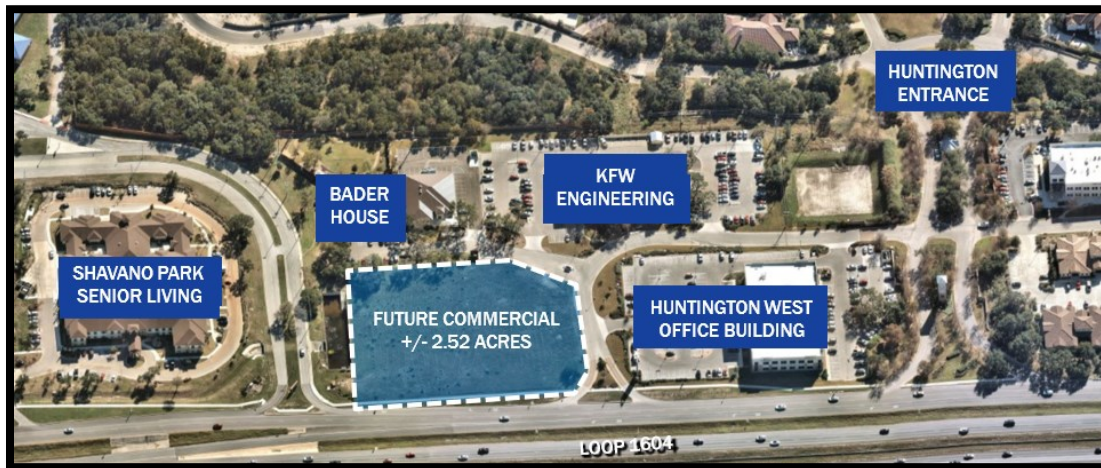 HUNTINGTON
ENTRANCE
BADER
HOUSE
KFW
ENGINEERING
SHAVANO PARK
SENIOR LIVING
FUTURE COMMERCIAL
+/- 2.52 ACRES
HUNTINGTON WEST
OFFICE BUILDING
LOOP 1604